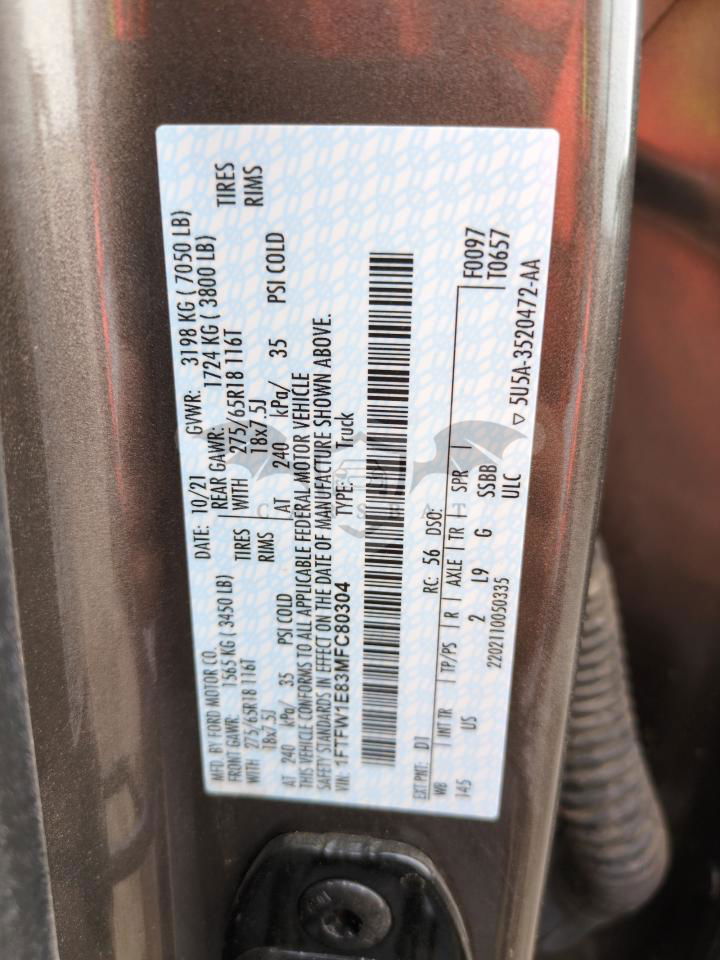 MFD. BY FORD MOTOR CO.
DATE: 10/21 GVWR: 3198 KG ( 7050 LB)
FRONT GAWR: 1565 KG ( 3450 LB) REAR GAWR: 1724 KG ( 3800 LB)
WITH 275/65R18 116T TIRES WITH 275/65R18 116T TIRES
18x7.5J RIMS 18x7.5J RIMS
AT 240 kPa/ 35 PSI COLD AT 240 kPa/ 35 PSI COLD
THIS VEHICLE CONFORMS TO ALL APPLICABLE FEDERAL MOTOR VEHICLE
SAFETY STANDARDS IN EFFECT ON THE DATE OF MANUFACTURE SHOWN ABOVE.
VIN: 1FTFW1E83MFC80304 TYPE: Truck
EXT PNT: D1 RC: 56 DSO: F0097
WB INT TR TP/PS R AXLE TR SPR T0657
145 US 2 L9 G SSBB
2202110050335 ULC ▽ 5U5A-3520472-AA